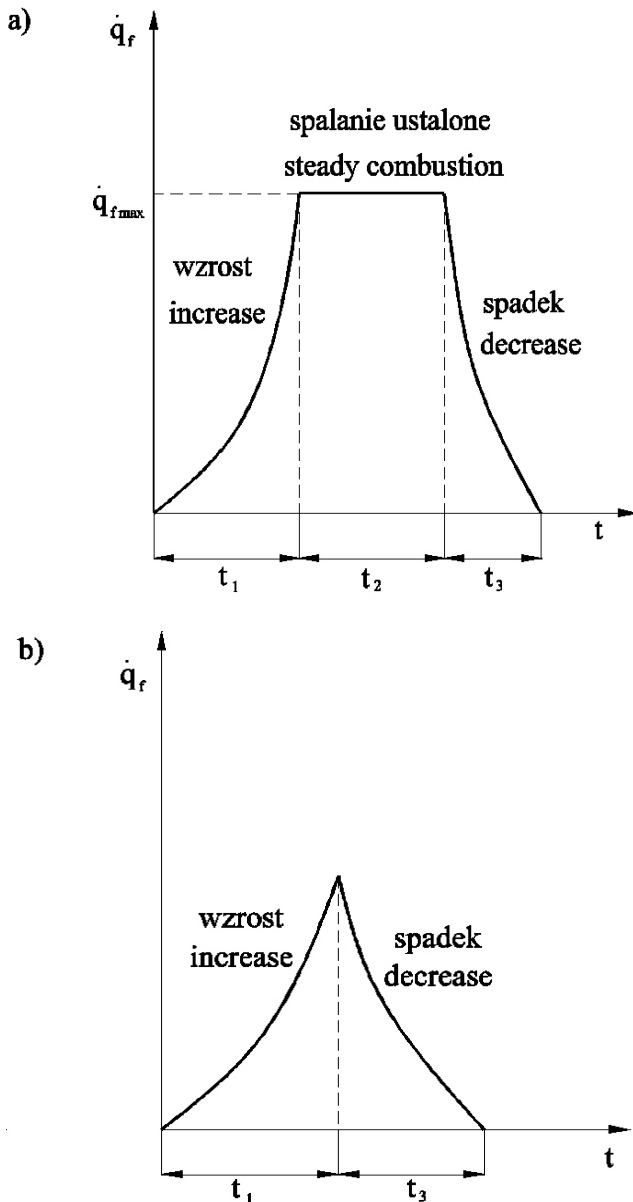 a)
q̇f
spalanie ustalone
steady combustion
q̇f max
wzrost
increase
spadek
decrease
t
t1
t2
t3
b)
q̇f
wzrost
increase
spadek
decrease
t
t1
t3